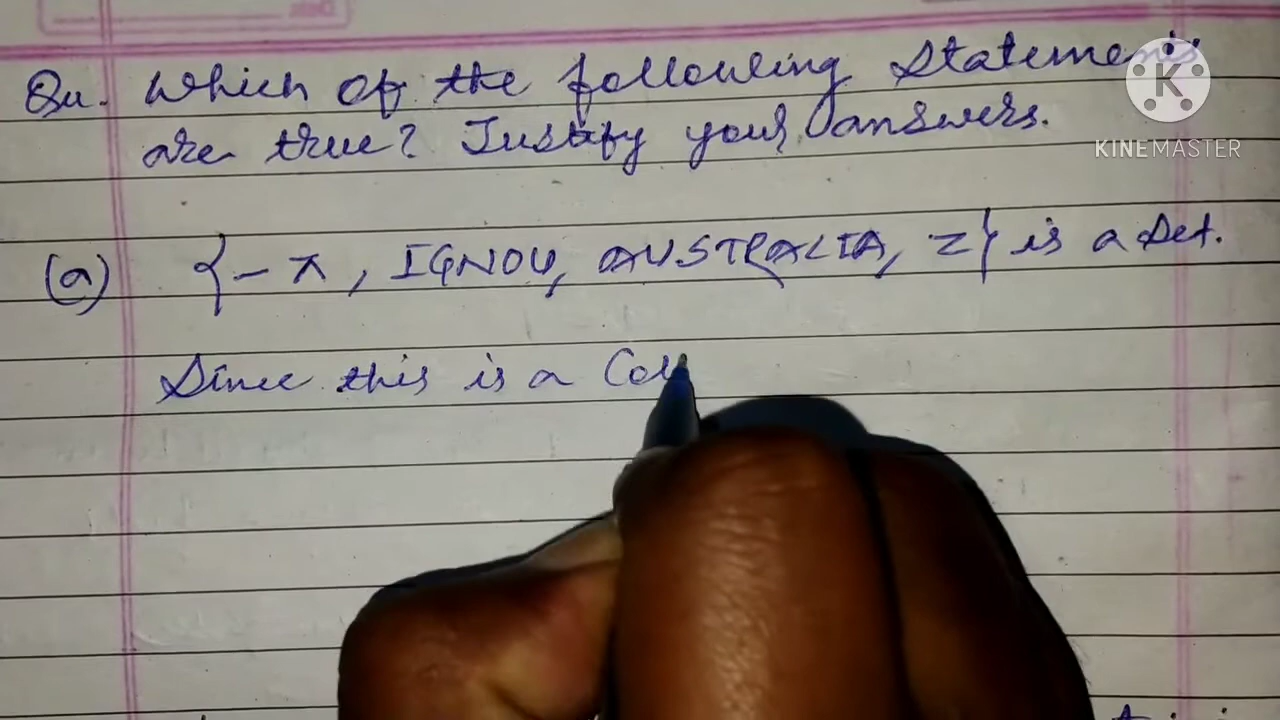 Qu. Which of the following statements
are true? Justify your answers.
KINEMASTER
(a) {-π, IGNOU, AUSTRALIA, Z} is a set.
Since this is a Coll